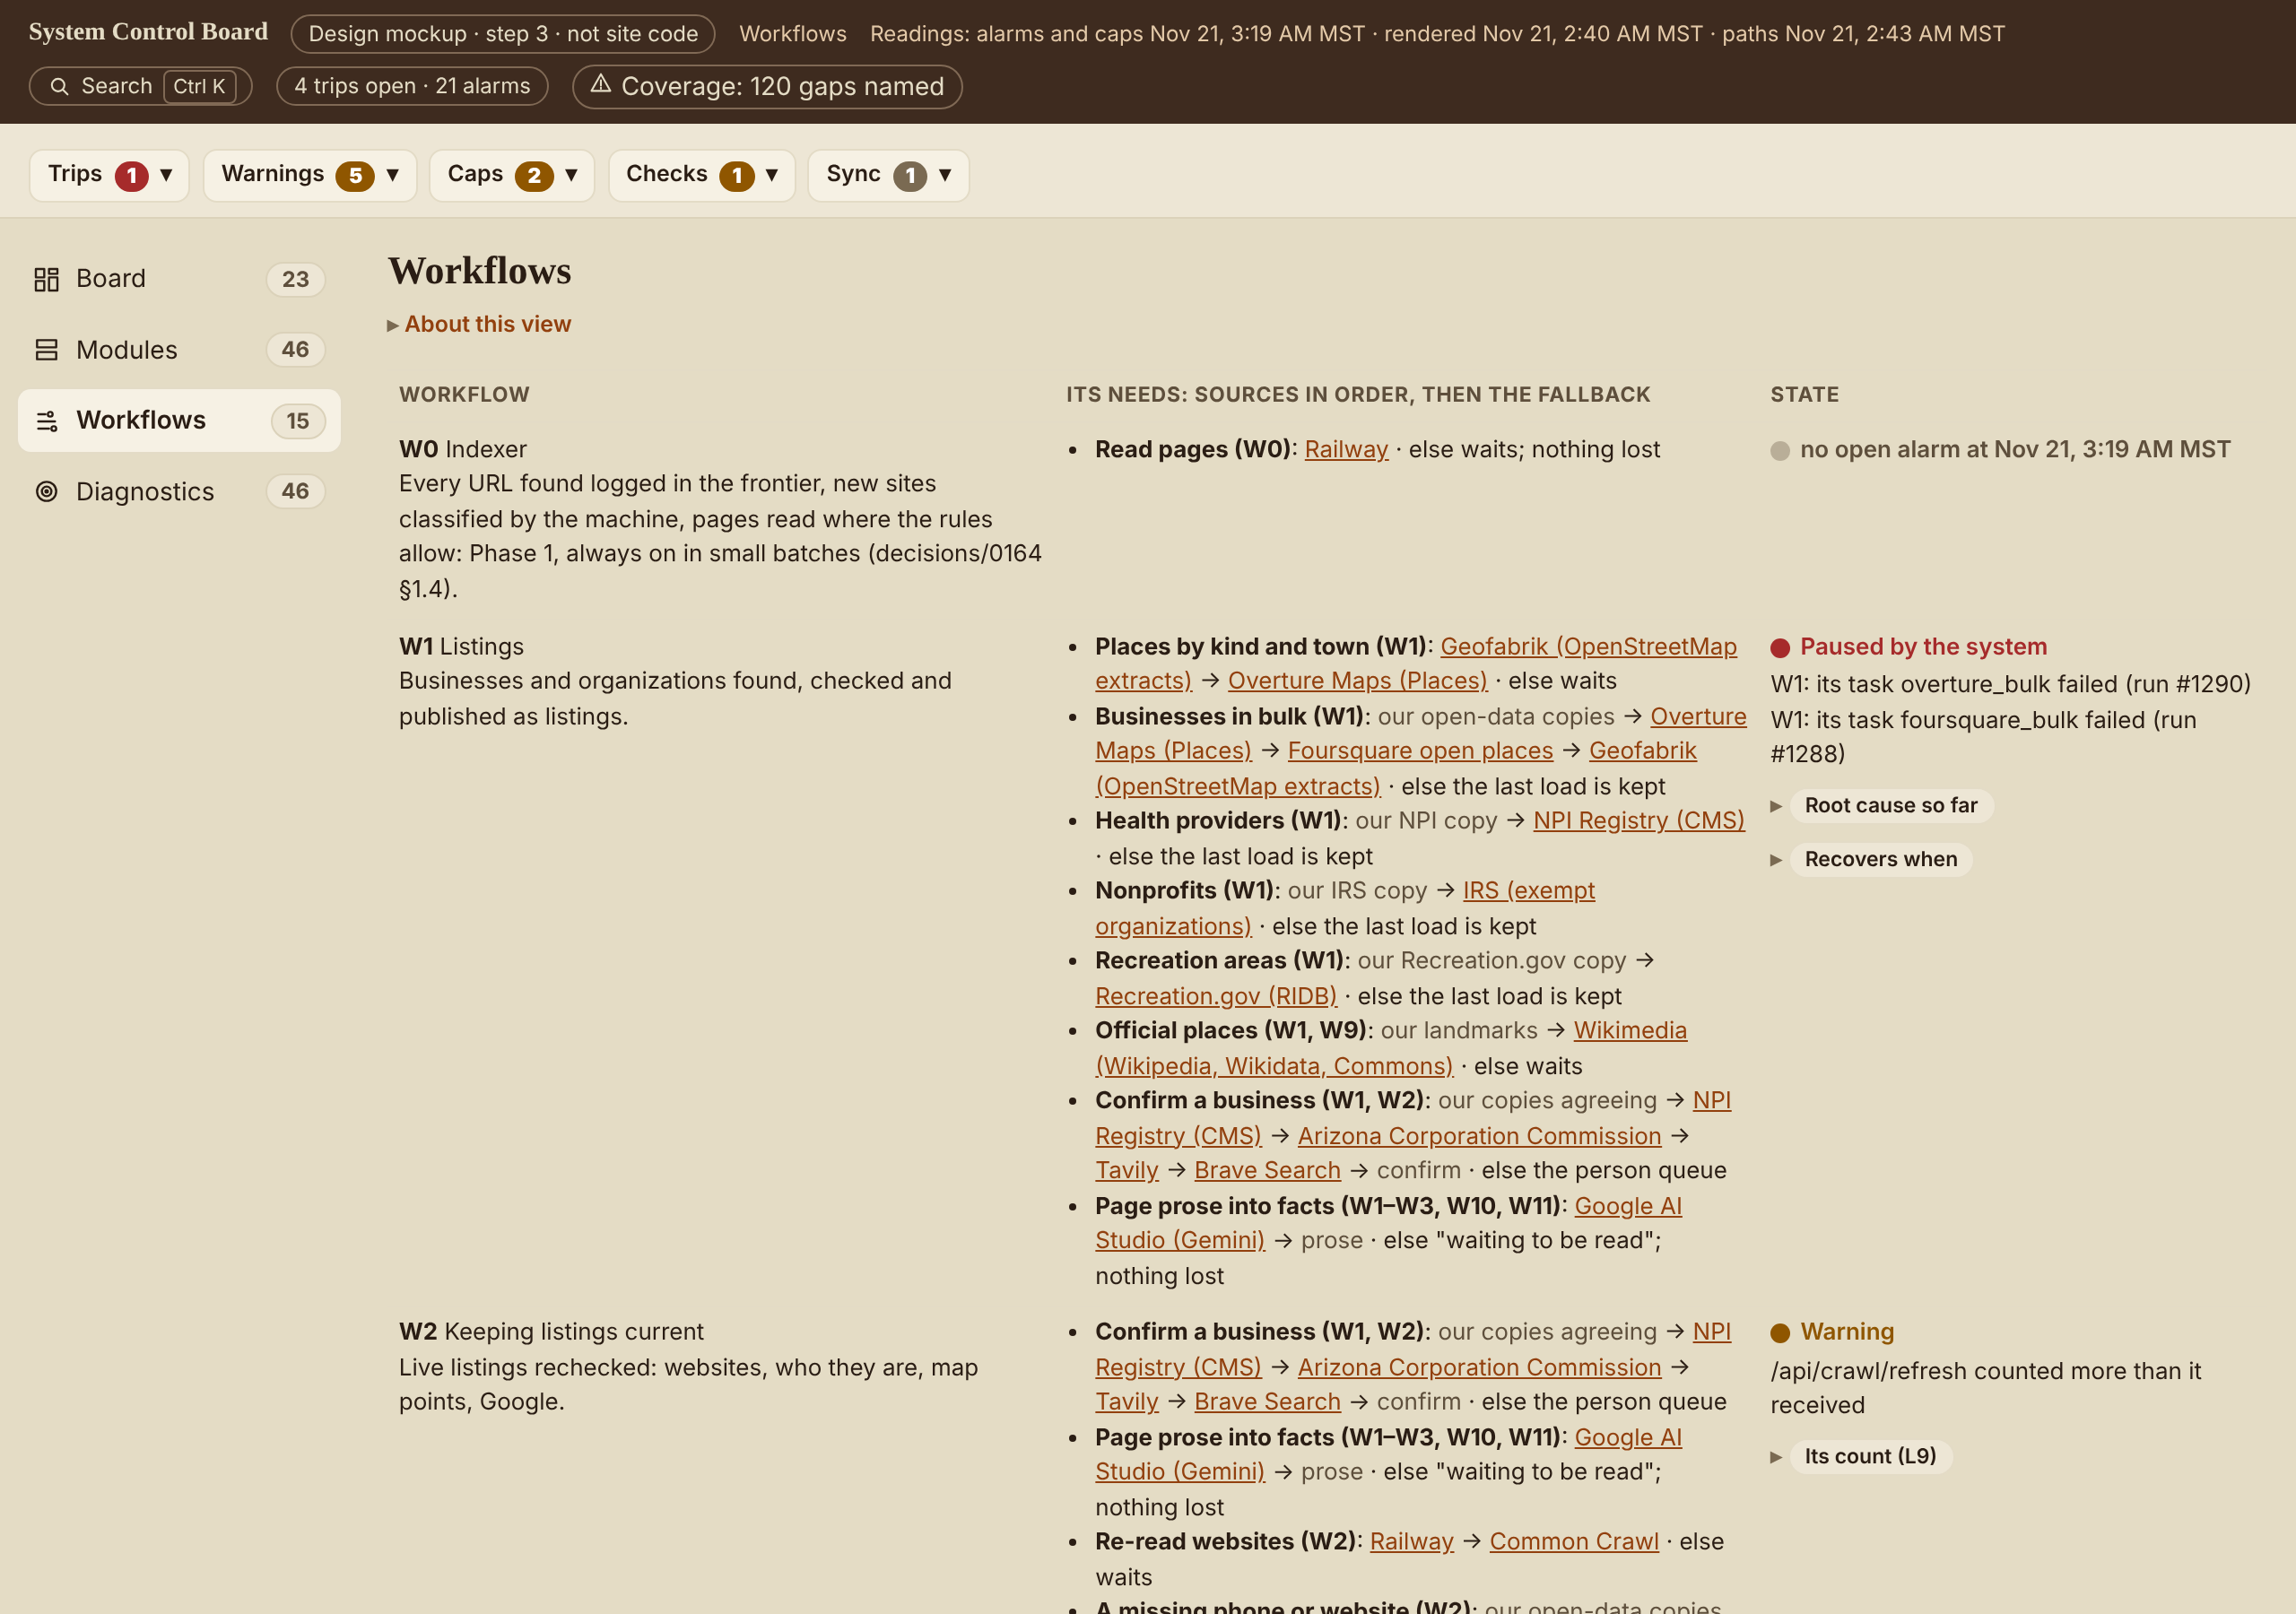 System Control Board
Design mockup · step 3 · not site code
Workflows
Readings: alarms and caps Nov 21, 3:19 AM MST · rendered Nov 21, 2:40 AM MST · paths Nov 21, 2:43 AM MST
Search Ctrl K
4 trips open · 21 alarms
Coverage: 120 gaps named
Trips 1 ▾
Warnings 5 ▾
Caps 2 ▾
Checks 1 ▾
Sync 1 ▾
Board 23
Modules 46
Workflows 15
Diagnostics 46
Workflows
▸ About this view
WORKFLOW
ITS NEEDS: SOURCES IN ORDER, THEN THE FALLBACK
STATE
W0 Indexer
Every URL found logged in the frontier, new sites
classified by the machine, pages read where the rules
allow: Phase 1, always on in small batches (decisions/0164
§1.4).
• Read pages (W0): Railway · else waits; nothing lost
no open alarm at Nov 21, 3:19 AM MST
W1 Listings
Businesses and organizations found, checked and
published as listings.
• Places by kind and town (W1): Geofabrik (OpenStreetMap
extracts) → Overture Maps (Places) · else waits
• Businesses in bulk (W1): our open-data copies → Overture
Maps (Places) → Foursquare open places → Geofabrik
(OpenStreetMap extracts) · else the last load is kept
• Health providers (W1): our NPI copy → NPI Registry (CMS)
· else the last load is kept
• Nonprofits (W1): our IRS copy → IRS (exempt
organizations) · else the last load is kept
• Recreation areas (W1): our Recreation.gov copy →
Recreation.gov (RIDB) · else the last load is kept
• Official places (W1, W9): our landmarks → Wikimedia
(Wikipedia, Wikidata, Commons) · else waits
• Confirm a business (W1, W2): our copies agreeing → NPI
Registry (CMS) → Arizona Corporation Commission →
Tavily → Brave Search → confirm · else the person queue
• Page prose into facts (W1–W3, W10, W11): Google AI
Studio (Gemini) → prose · else "waiting to be read";
nothing lost
Paused by the system
W1: its task overture_bulk failed (run #1290)
W1: its task foursquare_bulk failed (run
#1288)
▸ Root cause so far
▸ Recovers when
W2 Keeping listings current
Live listings rechecked: websites, who they are, map
points, Google.
• Confirm a business (W1, W2): our copies agreeing → NPI
Registry (CMS) → Arizona Corporation Commission →
Tavily → Brave Search → confirm · else the person queue
• Page prose into facts (W1–W3, W10, W11): Google AI
Studio (Gemini) → prose · else "waiting to be read";
nothing lost
• Re-read websites (W2): Railway → Common Crawl · else
waits
• A missing phone or website (W2): our open-data copies
Warning
/api/crawl/refresh counted more than it
received
▸ Its count (L9)